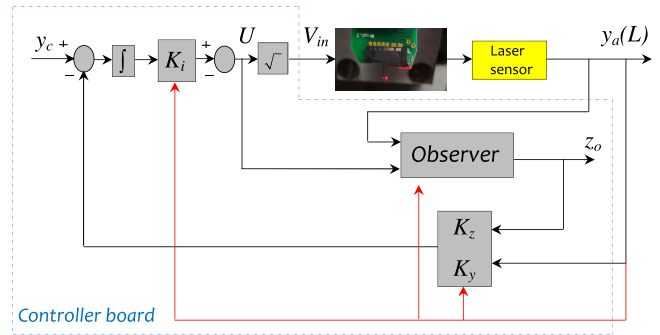 y_c + − ∫ K_i + − U √ V_in Laser sensor y_a(L)
Observer z_o
K_z
K_y
Controller board